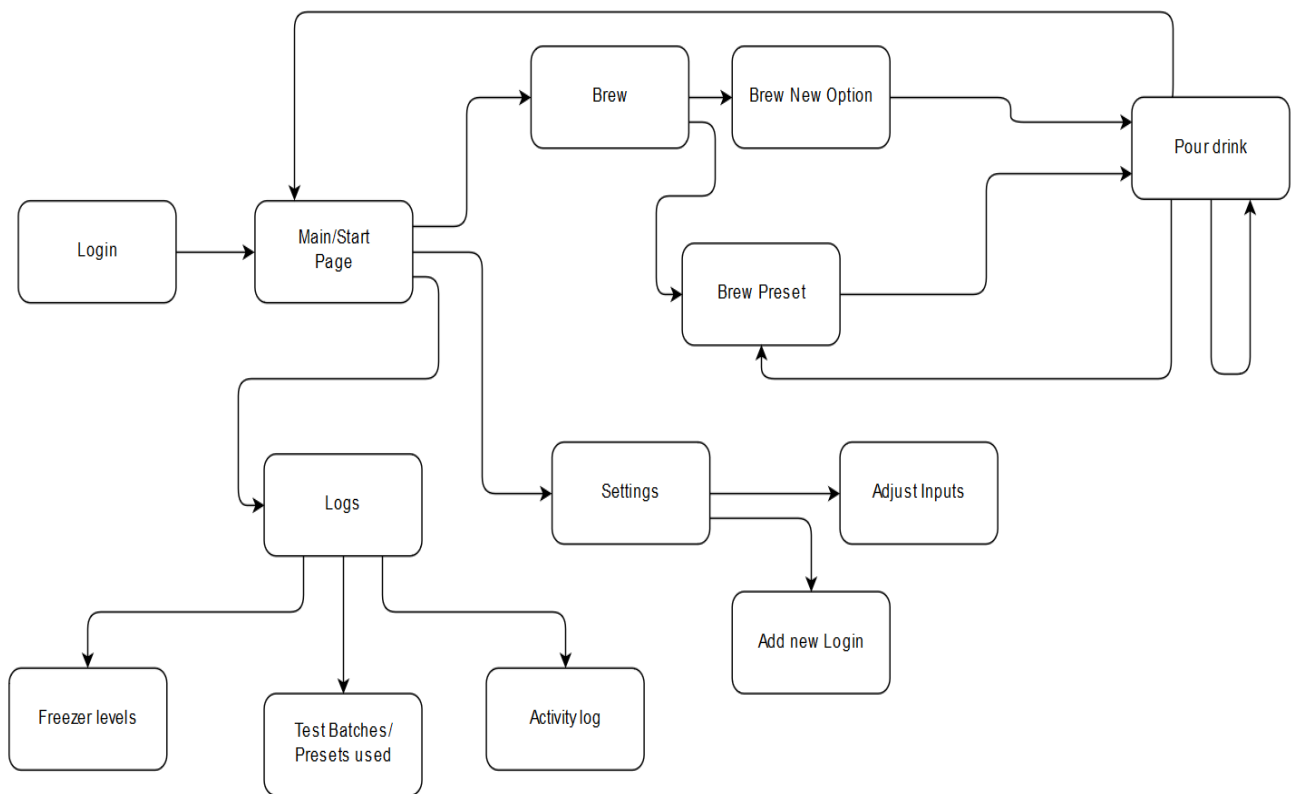 Brew
Brew New Option
Pour drink
Login
Main/Start
Page
Brew Preset
Logs
Settings
Adjust Inputs
Add new Login
Freezer levels
Test Batches/
Presets used
Activity log